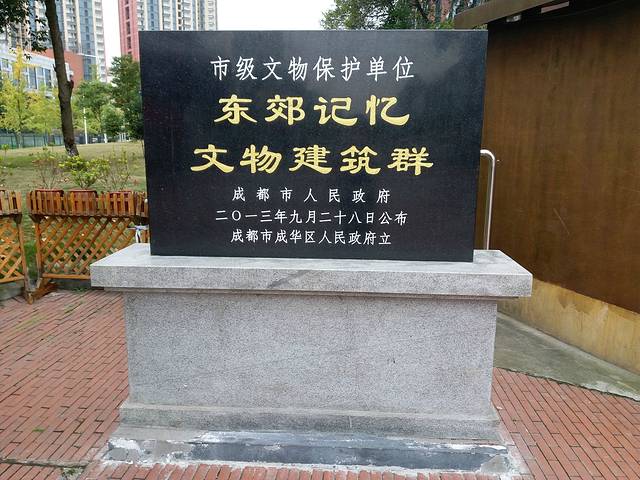 市级文物保护单位
东郊记忆
文物建筑群
成都市人民政府
二〇一三年九月二十八日公布
成都市成华区人民政府立